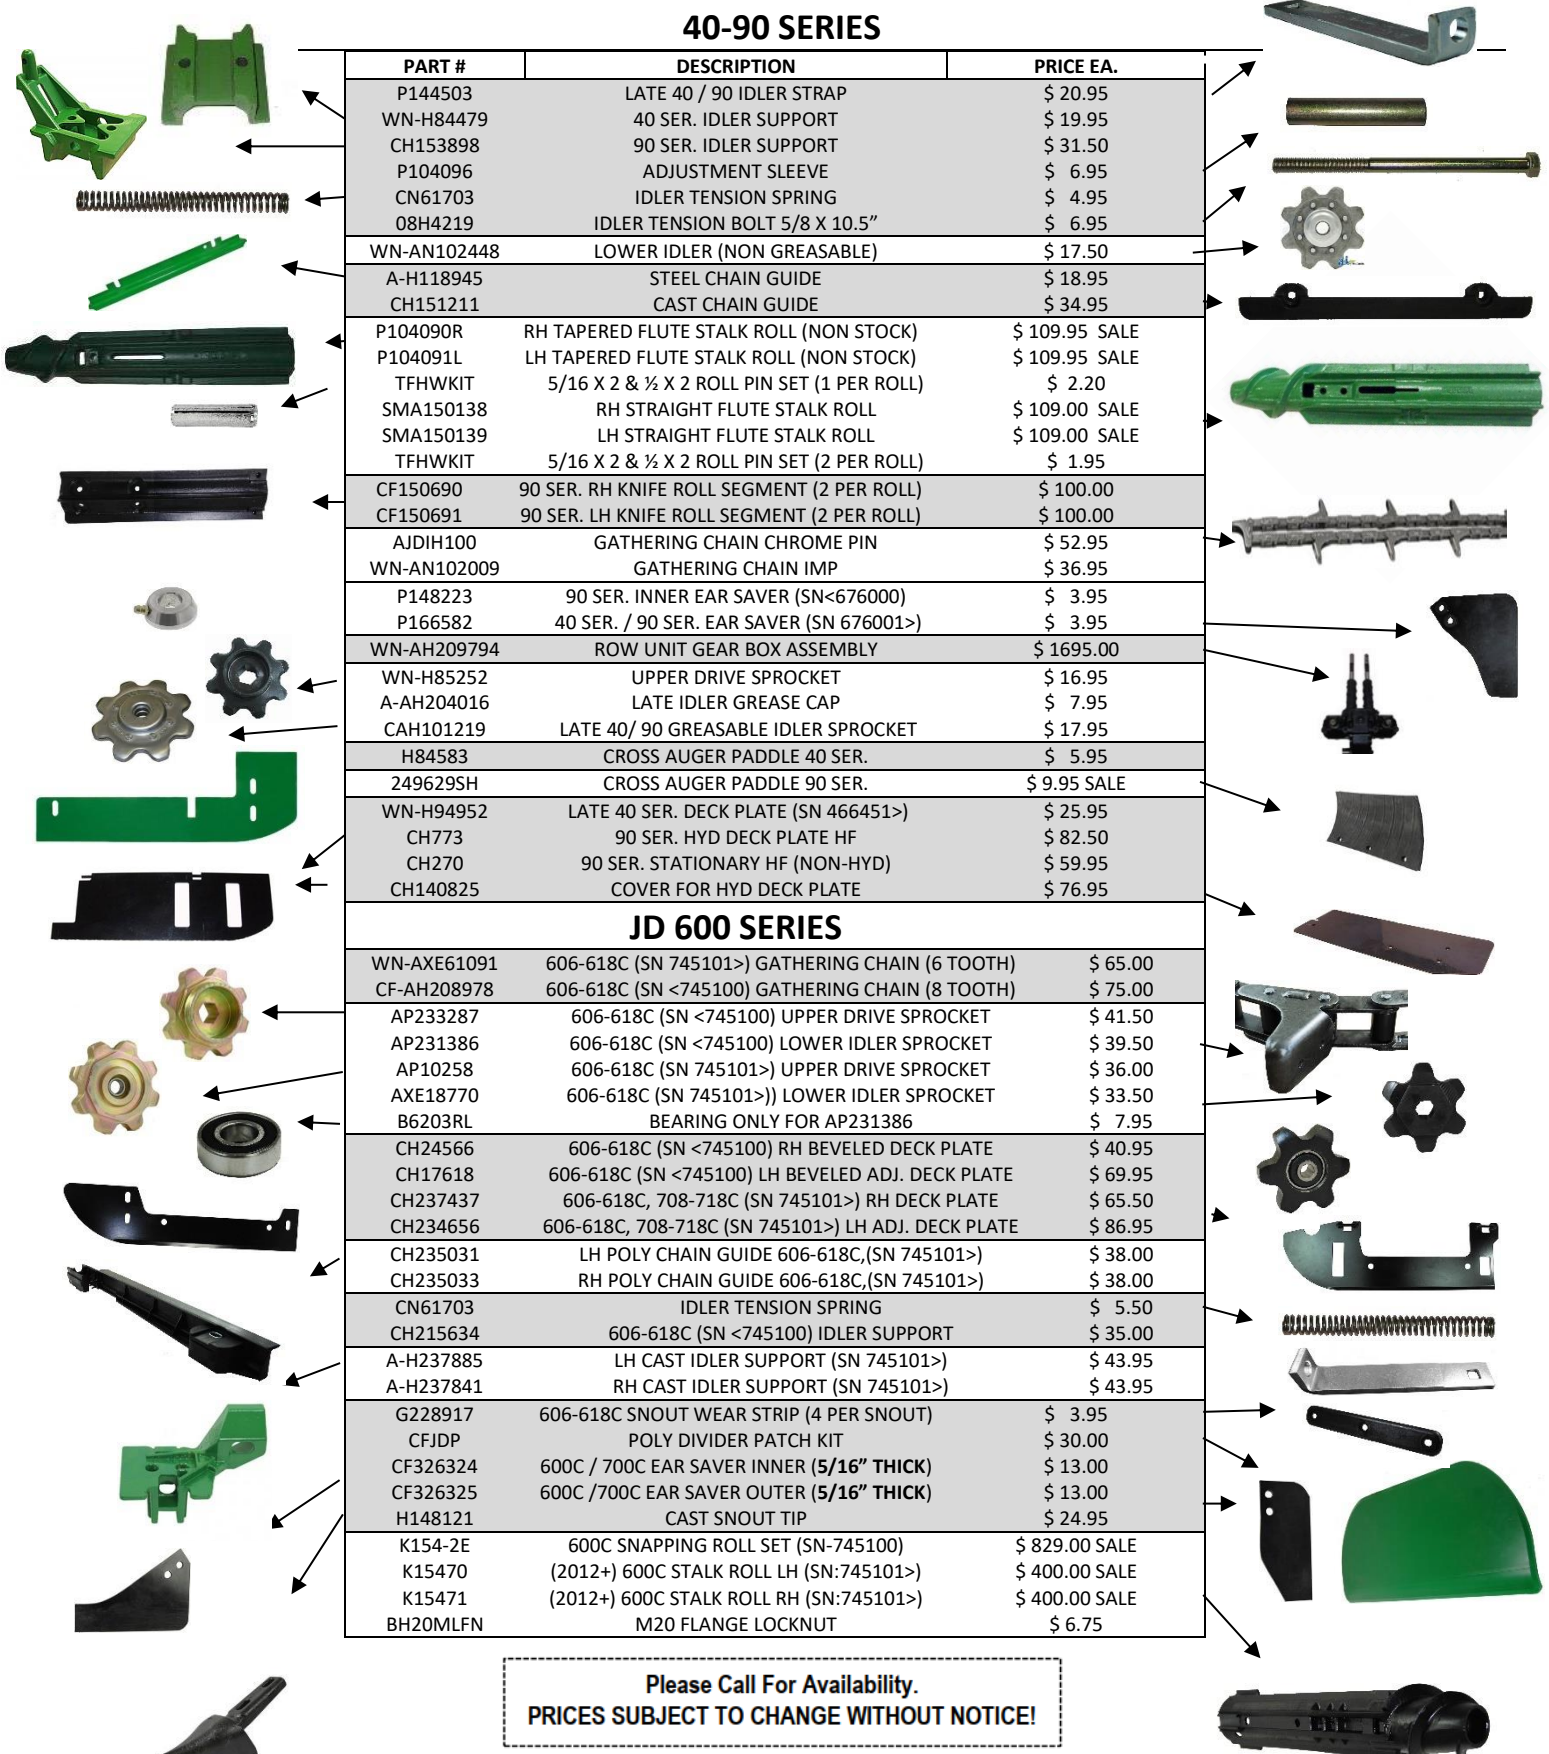 40-90 SERIES
PART # DESCRIPTION PRICE EA.
P144503 LATE 40 / 90 IDLER STRAP $ 20.95
WN-H84479 40 SER. IDLER SUPPORT $ 19.95
CH153898 90 SER. IDLER SUPPORT $ 31.50
P104096 ADJUSTMENT SLEEVE $ 6.95
CN61703 IDLER TENSION SPRING $ 4.95
08H4219 IDLER TENSION BOLT 5/8 X 10.5” $ 6.95
WN-AN102448 LOWER IDLER (NON GREASABLE) $ 17.50
A-H118945 STEEL CHAIN GUIDE $ 18.95
CH151211 CAST CHAIN GUIDE $ 34.95
P104090R RH TAPERED FLUTE STALK ROLL (NON STOCK) $ 109.95 SALE
P104091L LH TAPERED FLUTE STALK ROLL (NON STOCK) $ 109.95 SALE
TFHWKIT 5/16 X 2 & ½ X 2 ROLL PIN SET (1 PER ROLL) $ 2.20
SMA150138 RH STRAIGHT FLUTE STALK ROLL $ 109.00 SALE
SMA150139 LH STRAIGHT FLUTE STALK ROLL $ 109.00 SALE
TFHWKIT 5/16 X 2 & ½ X 2 ROLL PIN SET (2 PER ROLL) $ 1.95
CF150690 90 SER. RH KNIFE ROLL SEGMENT (2 PER ROLL) $ 100.00
CF150691 90 SER. LH KNIFE ROLL SEGMENT (2 PER ROLL) $ 100.00
AJDIH100 GATHERING CHAIN CHROME PIN $ 52.95
WN-AN102009 GATHERING CHAIN IMP $ 36.95
P148223 90 SER. INNER EAR SAVER (SN<676000) $ 3.95
P166582 40 SER. / 90 SER. EAR SAVER (SN 676001>) $ 3.95
WN-AH209794 ROW UNIT GEAR BOX ASSEMBLY $ 1695.00
WN-H85252 UPPER DRIVE SPROCKET $ 16.95
A-AH204016 LATE IDLER GREASE CAP $ 7.95
CAH101219 LATE 40/ 90 GREASABLE IDLER SPROCKET $ 17.95
H84583 CROSS AUGER PADDLE 40 SER. $ 5.95
249629SH CROSS AUGER PADDLE 90 SER. $ 9.95 SALE
WN-H94952 LATE 40 SER. DECK PLATE (SN 466451>) $ 25.95
CH773 90 SER. HYD DECK PLATE HF $ 82.50
CH270 90 SER. STATIONARY HF (NON-HYD) $ 59.95
CH140825 COVER FOR HYD DECK PLATE $ 76.95
JD 600 SERIES
WN-AXE61091 606-618C (SN 745101>) GATHERING CHAIN (6 TOOTH) $ 65.00
CF-AH208978 606-618C (SN <745100) GATHERING CHAIN (8 TOOTH) $ 75.00
AP233287 606-618C (SN <745100) UPPER DRIVE SPROCKET $ 41.50
AP231386 606-618C (SN <745100) LOWER IDLER SPROCKET $ 39.50
AP10258 606-618C (SN 745101>) UPPER DRIVE SPROCKET $ 36.00
AXE18770 606-618C (SN 745101>)) LOWER IDLER SPROCKET $ 33.50
B6203RL BEARING ONLY FOR AP231386 $ 7.95
CH24566 606-618C (SN <745100) RH BEVELED DECK PLATE $ 40.95
CH17618 606-618C (SN <745100) LH BEVELED ADJ. DECK PLATE $ 69.95
CH237437 606-618C, 708-718C (SN 745101>) RH DECK PLATE $ 65.50
CH234656 606-618C, 708-718C (SN 745101>) LH ADJ. DECK PLATE $ 86.95
CH235031 LH POLY CHAIN GUIDE 606-618C,(SN 745101>) $ 38.00
CH235033 RH POLY CHAIN GUIDE 606-618C,(SN 745101>) $ 38.00
CN61703 IDLER TENSION SPRING $ 5.50
CH215634 606-618C (SN <745100) IDLER SUPPORT $ 35.00
A-H237885 LH CAST IDLER SUPPORT (SN 745101>) $ 43.95
A-H237841 RH CAST IDLER SUPPORT (SN 745101>) $ 43.95
G228917 606-618C SNOUT WEAR STRIP (4 PER SNOUT) $ 3.95
CFJDP POLY DIVIDER PATCH KIT $ 30.00
CF326324 600C / 700C EAR SAVER INNER (5/16” THICK) $ 13.00
CF326325 600C /700C EAR SAVER OUTER (5/16” THICK) $ 13.00
H148121 CAST SNOUT TIP $ 24.95
K154-2E 600C SNAPPING ROLL SET (SN-745100) $ 829.00 SALE
K15470 (2012+) 600C STALK ROLL LH (SN:745101>) $ 400.00 SALE
K15471 (2012+) 600C STALK ROLL RH (SN:745101>) $ 400.00 SALE
BH20MLFN M20 FLANGE LOCKNUT $ 6.75
Please Call For Availability.
PRICES SUBJECT TO CHANGE WITHOUT NOTICE!